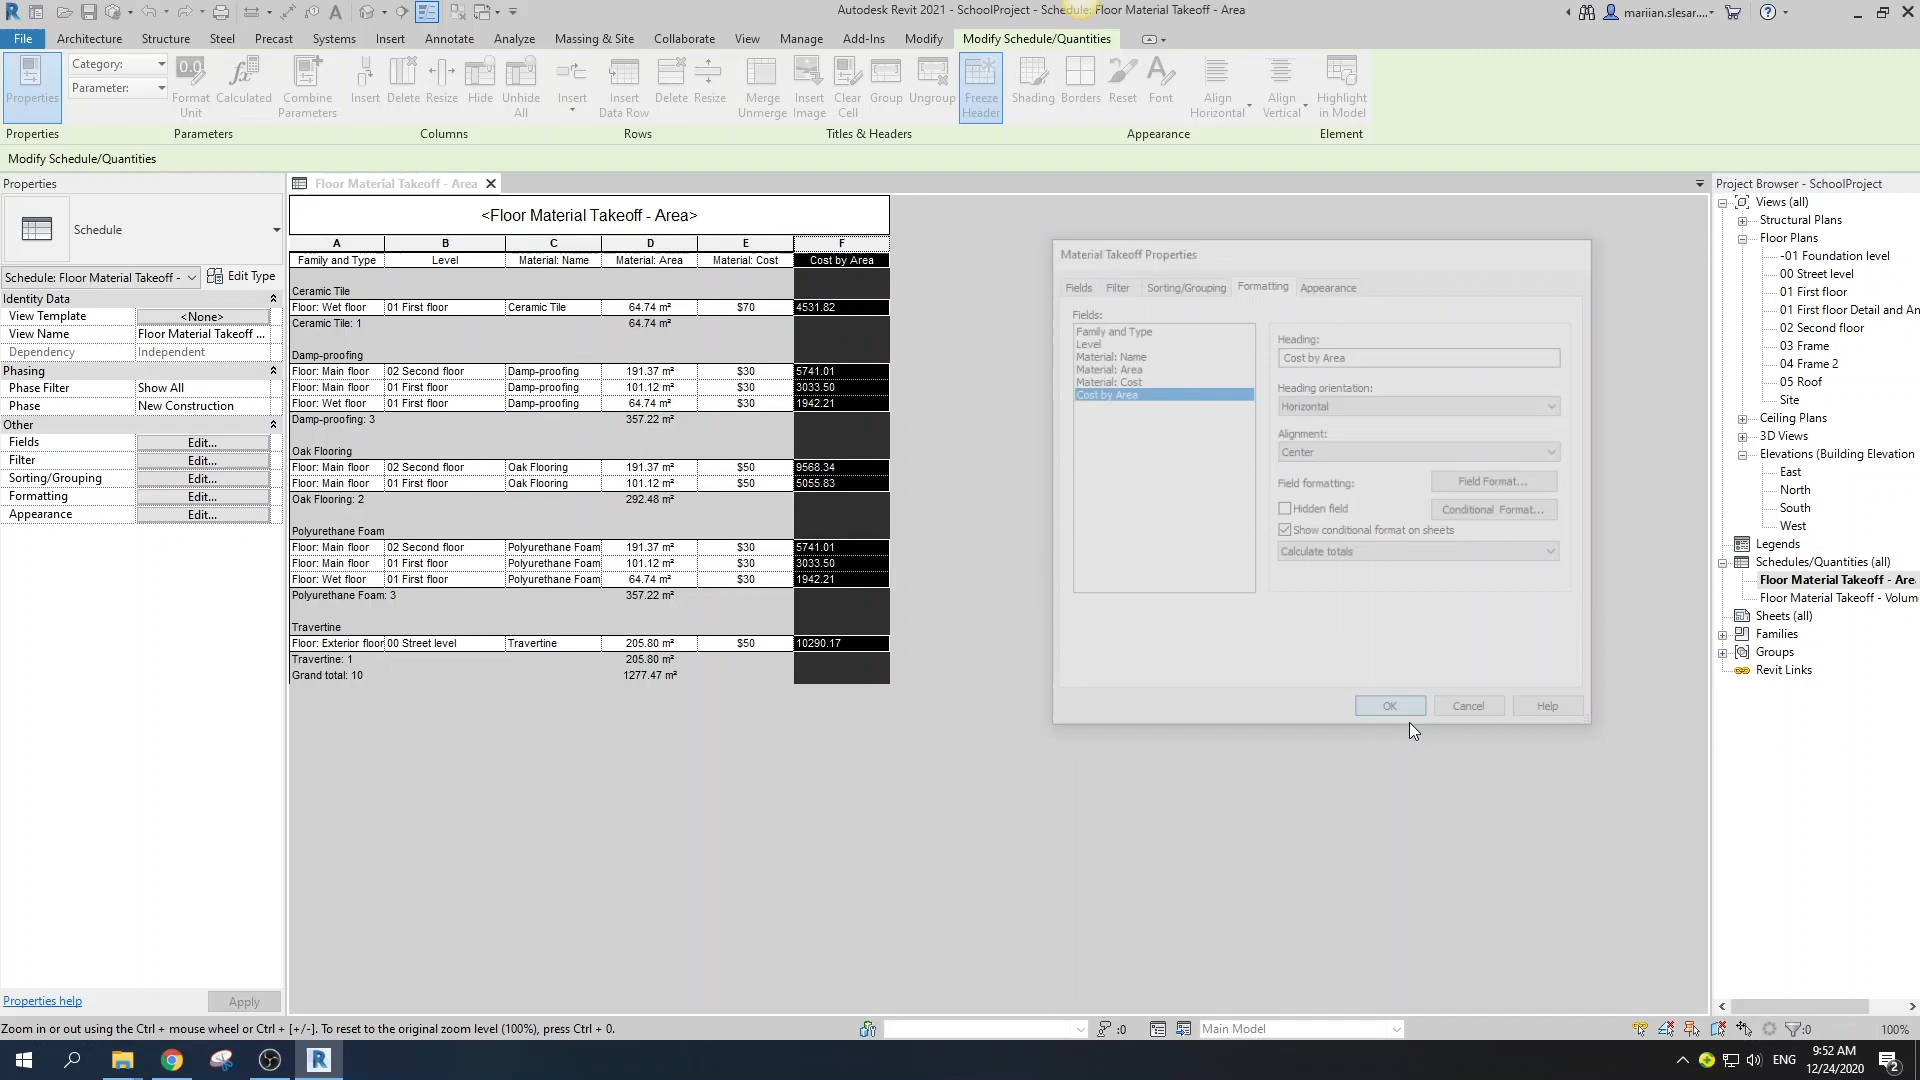 Autodesk Revit 2021 - SchoolProject - Schedule: Floor Material Takeoff - Area
mariian.slesar....
File Architecture Structure Steel Precast Systems Insert Annotate Analyze Massing & Site Collaborate View Manage Add-Ins Modify Modify Schedule/Quantities
Category:
Parameter:
Properties
Format Unit
Calculated
Combine Parameters
Insert Delete Resize Hide
Unhide All
Insert
Insert Data Row
Delete Resize
Merge Unmerge
Insert Image
Clear Cell
Group Ungroup
Freeze Header
Shading Borders Reset Font
Align Horizontal
Align Vertical
Highlight in Model
Properties Parameters Columns Rows Titles & Headers Appearance Element
Modify Schedule/Quantities
Properties
Schedule
Schedule: Floor Material Takeoff - Edit Type
Identity Data
View Template <None>
View Name Floor Material Takeoff ...
Dependency Independent
Phasing
Phase Filter Show All
Phase New Construction
Other
Fields Edit...
Filter Edit...
Sorting/Grouping Edit...
Formatting Edit...
Appearance Edit...
Properties help Apply
Floor Material Takeoff - Area
<Floor Material Takeoff - Area>
A B C D E F
Family and Type Level Material: Name Material: Area Material: Cost Cost by Area
Ceramic Tile
Floor: Wet floor 01 First floor Ceramic Tile 64.74 m² $70 4531.82
Ceramic Tile: 1 64.74 m²
Damp-proofing
Floor: Main floor 02 Second floor Damp-proofing 191.37 m² $30 5741.01
Floor: Main floor 01 First floor Damp-proofing 101.12 m² $30 3033.50
Floor: Wet floor 01 First floor Damp-proofing 64.74 m² $30 1942.21
Damp-proofing: 3 357.22 m²
Oak Flooring
Floor: Main floor 02 Second floor Oak Flooring 191.37 m² $50 9568.34
Floor: Main floor 01 First floor Oak Flooring 101.12 m² $50 5055.83
Oak Flooring: 2 292.48 m²
Polyurethane Foam
Floor: Main floor 02 Second floor Polyurethane Foam 191.37 m² $30 5741.01
Floor: Main floor 01 First floor Polyurethane Foam 101.12 m² $30 3033.50
Floor: Wet floor 01 First floor Polyurethane Foam 64.74 m² $30 1942.21
Polyurethane Foam: 3 357.22 m²
Travertine
Floor: Exterior floor 00 Street level Travertine 205.80 m² $50 10290.17
Travertine: 1 205.80 m²
Grand total: 10 1277.47 m²
Material Takeoff Properties
Fields Filter Sorting/Grouping Formatting Appearance
Fields:
Family and Type
Level
Material: Name
Material: Area
Material: Cost
Cost by Area
Heading:
Cost by Area
Heading orientation:
Horizontal
Alignment:
Center
Field formatting: Field Format...
Hidden field Conditional Format...
Show conditional format on sheets
Calculate totals
OK Cancel Help
Project Browser - SchoolProject
Views (all)
Structural Plans
Floor Plans
-01 Foundation level
00 Street level
01 First floor
01 First floor Detail and An
02 Second floor
03 Frame
04 Frame 2
05 Roof
Site
Ceiling Plans
3D Views
Elevations (Building Elevation
East
North
South
West
Legends
Schedules/Quantities (all)
Floor Material Takeoff - Are
Floor Material Takeoff - Volum
Sheets (all)
Families
Groups
Revit Links
Zoom in or out using the Ctrl + mouse wheel or Ctrl + [+/-]. To reset to the original zoom level (100%), press Ctrl + 0.
:0
Main Model
:0
100%
ENG
9:52 AM
12/24/2020
2